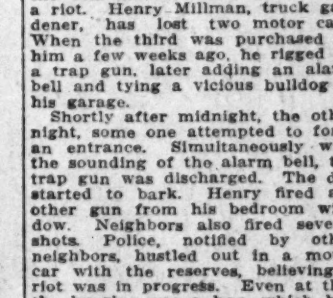 a riot. Henry Millman, truck ga
dener, has lost two motor ca
When the third was purchased
him a few weeks ago, he rigged
a trap gun, later adding an ala
bell and tying a vicious bulldog
his garage.
Shortly after midnight, the oth
night, some one attempted to fo
an entrance. Simultaneously w
the sounding of the alarm bell, t
trap gun was discharged. The d
started to bark. Henry fired
other gun from his bedroom w
dow. Neighbors also fired seve
shots. Police, notified by oth
neighbors, hustled out in a mo
car with the reserves, believing
riot was in progress. Even at t